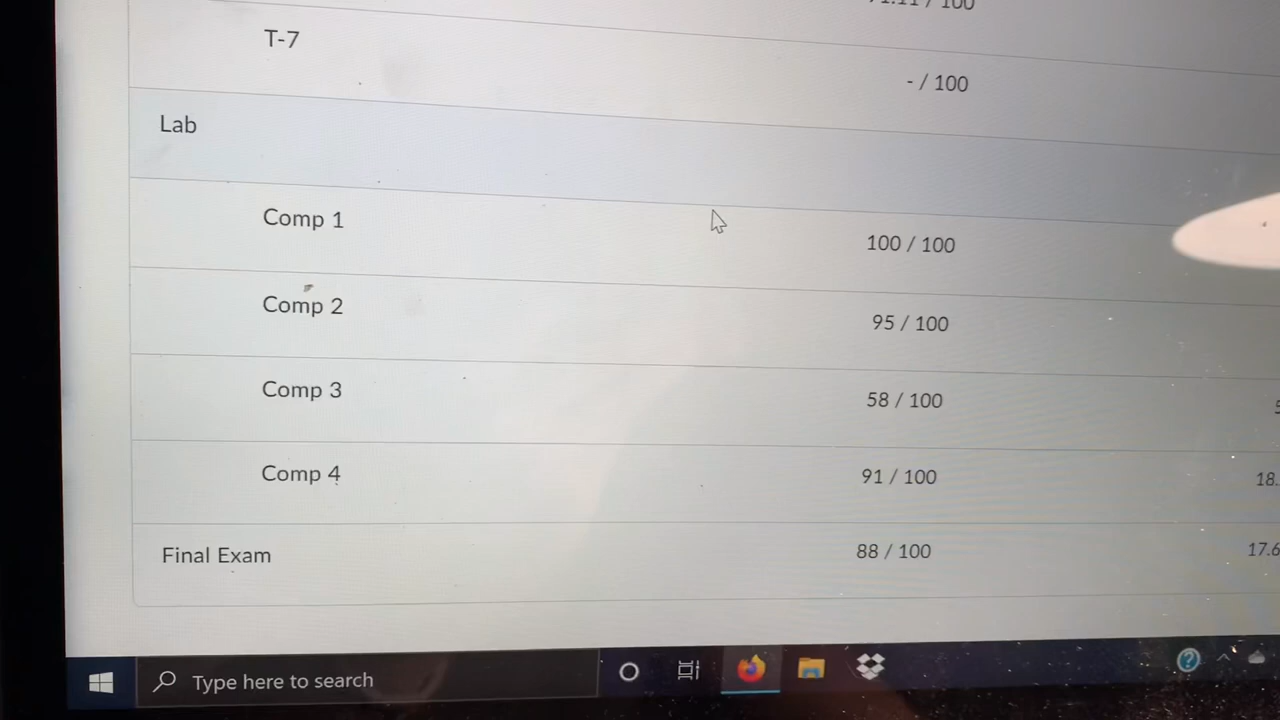 / 100
T-7
- / 100
Lab
Comp 1
100 / 100
Comp 2
95 / 100
Comp 3
58 / 100
Comp 4
91 / 100
18.
Final Exam
88 / 100
17.6
Type here to search